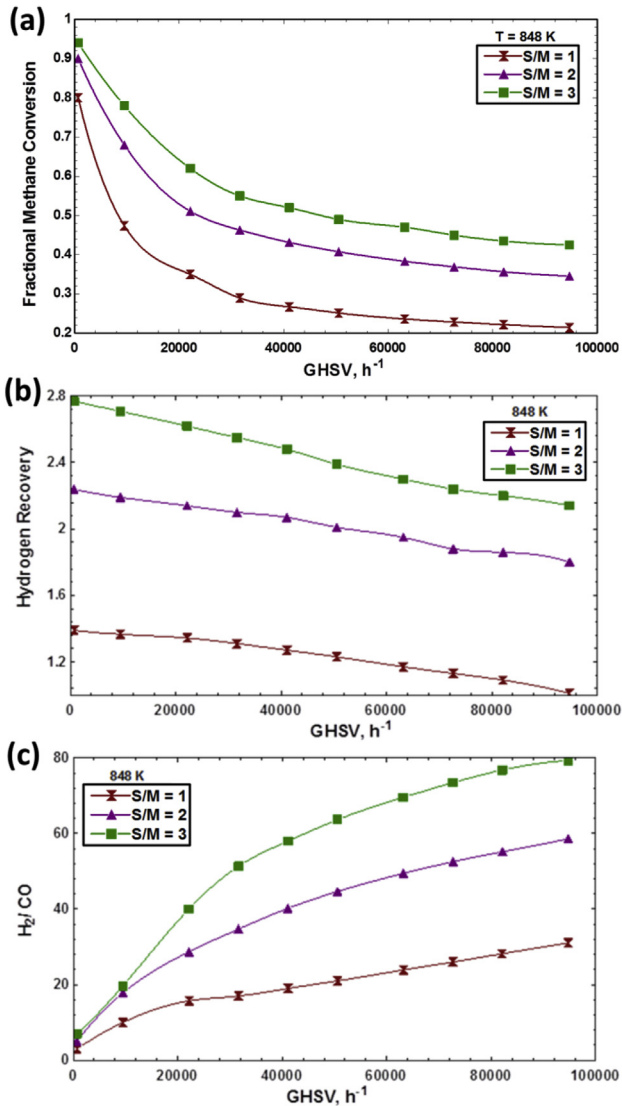 (a)
T = 848 K
S/M = 1
S/M = 2
S/M = 3
Fractional Methane Conversion
1
0.9
0.8
0.7
0.6
0.5
0.4
0.3
0.2
0 20000 40000 60000 80000 100000
GHSV, h⁻¹
(b)
848 K
S/M = 1
S/M = 2
S/M = 3
Hydrogen Recovery
2.8
2.4
2
1.6
1.2
0 20000 40000 60000 80000 100000
GHSV, h⁻¹
(c)
848 K
S/M = 1
S/M = 2
S/M = 3
H₂/ CO
80
60
40
20
0
0 20000 40000 60000 80000 100000
GHSV, h⁻¹